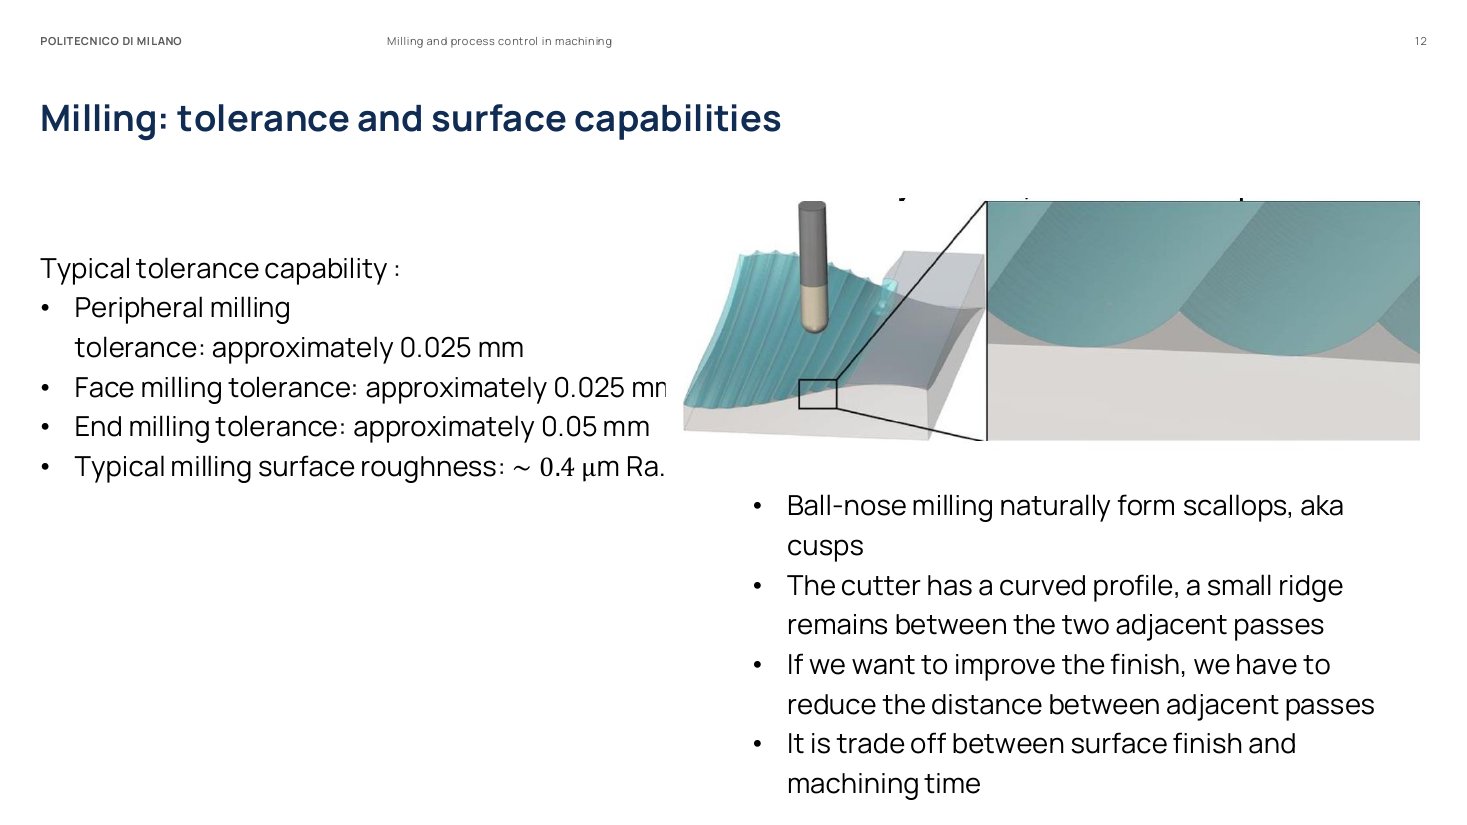 POLITECNICO DI MILANO
Milling and process control in machining
12
Milling: tolerance and surface capabilities
Typical tolerance capability :
• Peripheral milling
tolerance: approximately 0.025 mm
• Face milling tolerance: approximately 0.025
• End milling tolerance: approximately 0.05 mm
• Typical milling surface roughness: ~ 0.4 μm Ra.
• Ball-nose milling naturally form scallops, aka
cusps
• The cutter has a curved profile, a small ridge
remains between the two adjacent passes
• If we want to improve the finish, we have to
reduce the distance between adjacent passes
• It is trade off between surface finish and
machining time